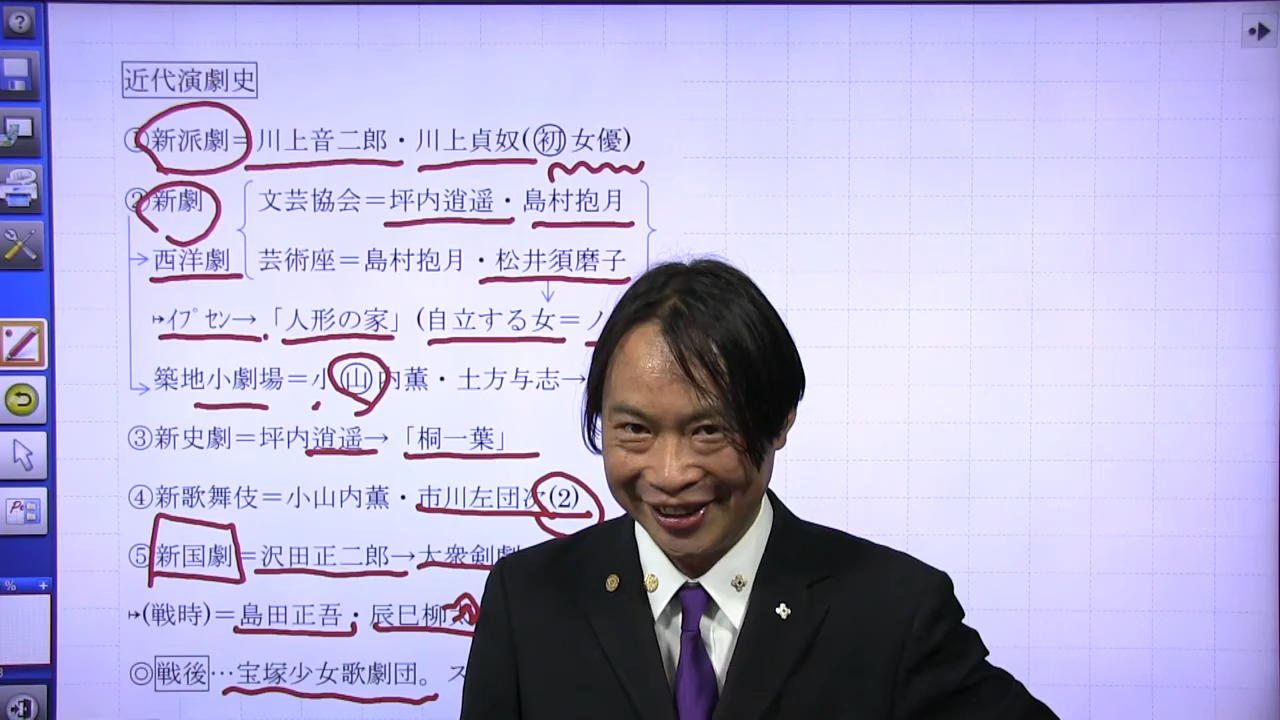 近代演劇史
①新派劇=川上音二郎・川上貞奴(初女優)
②新劇 文芸協会=坪内逍遥・島村抱月
西洋劇 芸術座=島村抱月・松井須磨子
↦イプセン→「人形の家」(自立する女=ノ
築地小劇場=小山内薫・土方与志→
③新史劇=坪内逍遥→「桐一葉」
④新歌舞伎=小山内薫・市川左団次(2)
⑤新国劇=沢田正二郎→大衆剣劇
↦(戦時)=島田正吾・辰巳柳太
◎戦後…宝塚少女歌劇団。ス